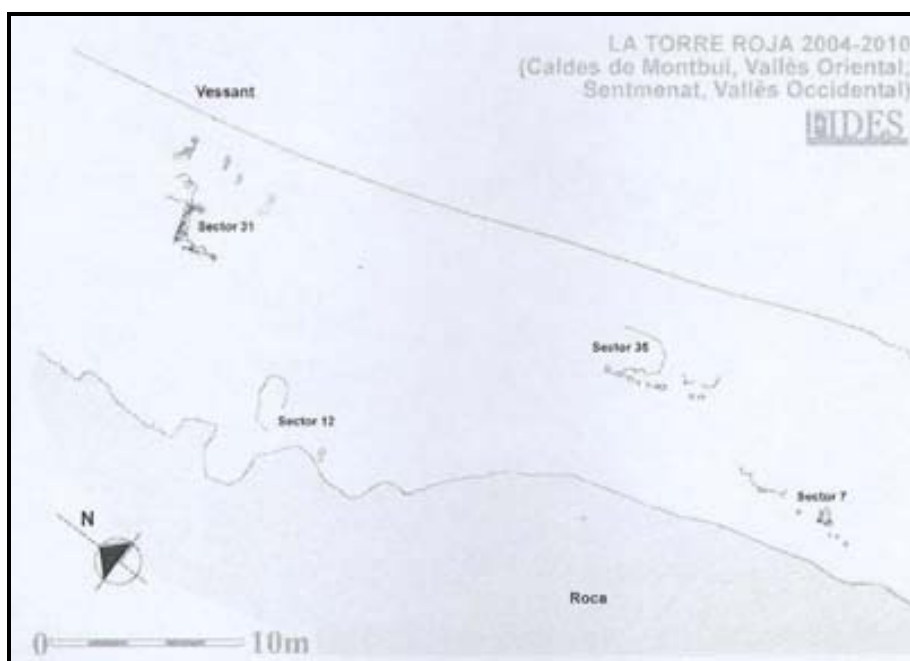 LA TORRE ROJA 2004-2010
(Caldes de Montbui, Vallès Oriental;
Sentmenat, Vallès Occidental)
IDES
Vessant
Sector 31
Sector 35
Sector 12
Sector 7
N
Roca
0 10m